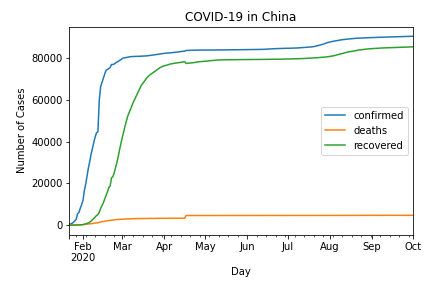 COVID-19 in China
Number of Cases
80000
60000
40000
20000
0
confirmed
deaths
recovered
Feb Mar Apr May Jun Jul Aug Sep Oct
2020
Day